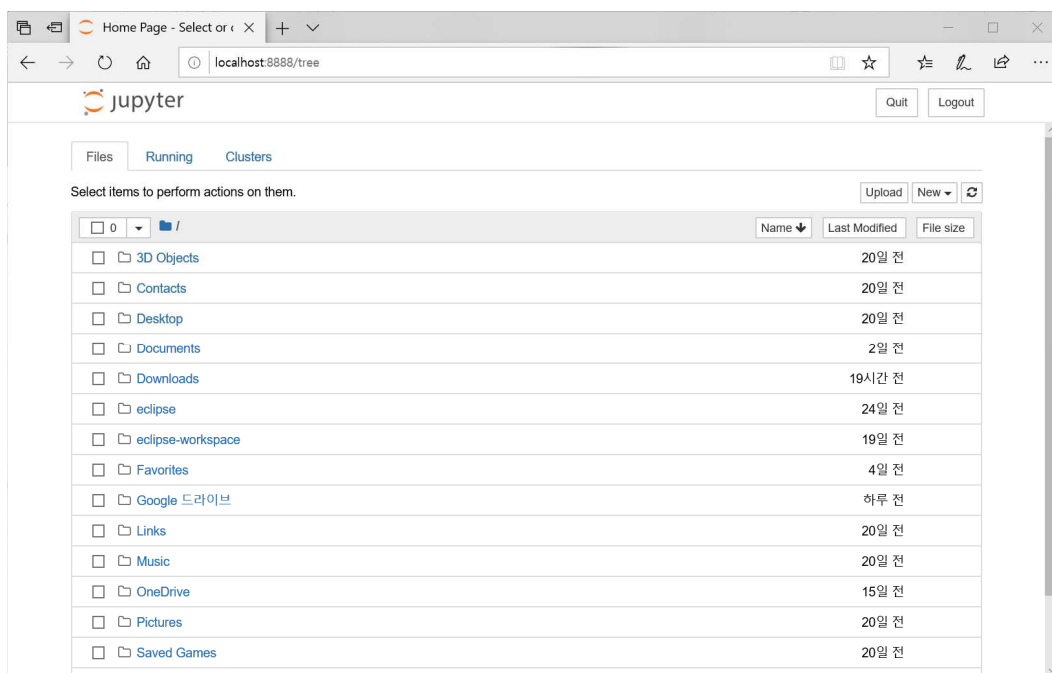 Home Page - Select or c
localhost:8888/tree
jupyter
Quit Logout
Files Running Clusters
Select items to perform actions on them.
Upload New
0 / Name Last Modified File size
3D Objects 20일 전
Contacts 20일 전
Desktop 20일 전
Documents 2일 전
Downloads 19시간 전
eclipse 24일 전
eclipse-workspace 19일 전
Favorites 4일 전
Google 드라이브 하루 전
Links 20일 전
Music 20일 전
OneDrive 15일 전
Pictures 20일 전
Saved Games 20일 전